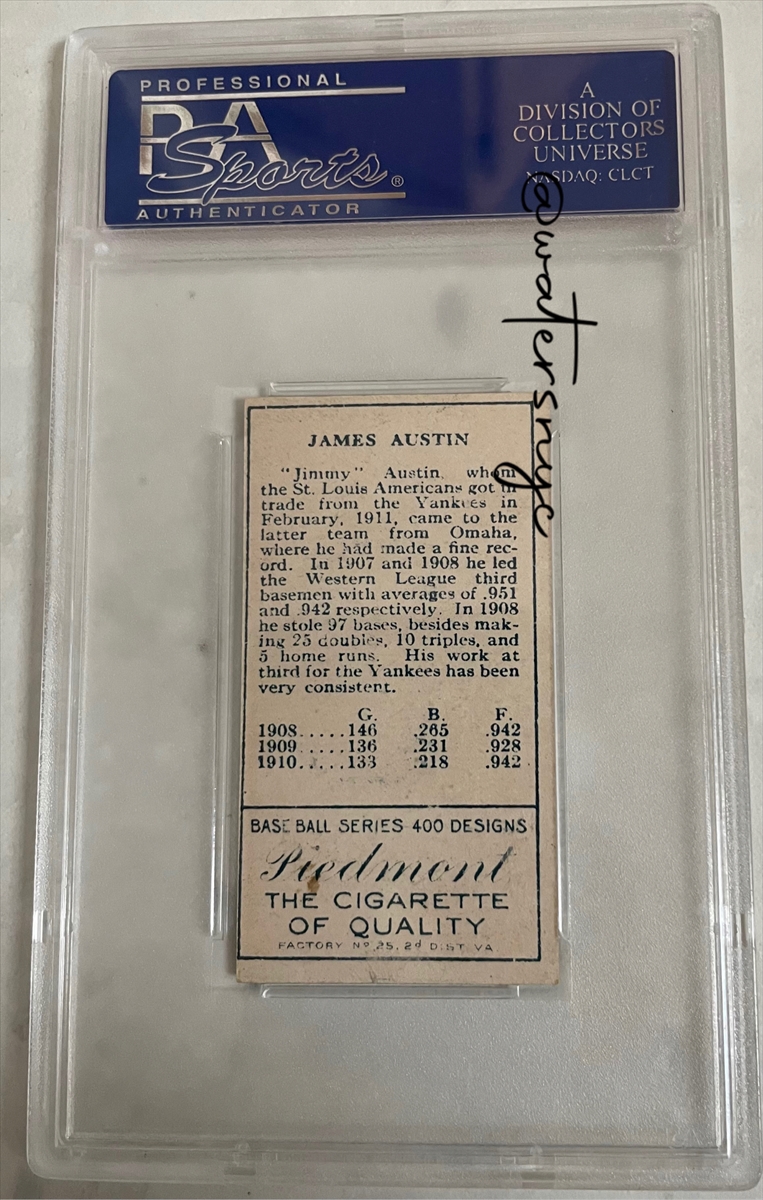 PROFESSIONAL
PSA
Sports®
AUTHENTICATOR
A
DIVISION OF
COLLECTORS
UNIVERSE
NASDAQ: CLCT
@watersnyc
JAMES AUSTIN
"Jimmy" Austin, whom
the St. Louis Americans got in
trade from the Yankees in
February, 1911, came to the
latter team from Omaha,
where he had made a fine rec-
ord. In 1907 and 1908 he led
the Western League third
basemen with averages of .951
and .942 respectively. In 1908
he stole 97 bases, besides mak-
ing 25 doubles, 10 triples, and
5 home runs. His work at
third for the Yankees has been
very consistent.
G. B. F.
1908.....146 .265 .942
1909.....136 .231 .928
1910.....133 .218 .942
BASE BALL SERIES 400 DESIGNS
Piedmont
THE CIGARETTE
OF QUALITY
FACTORY Nº 25, 2d DIST. VA.